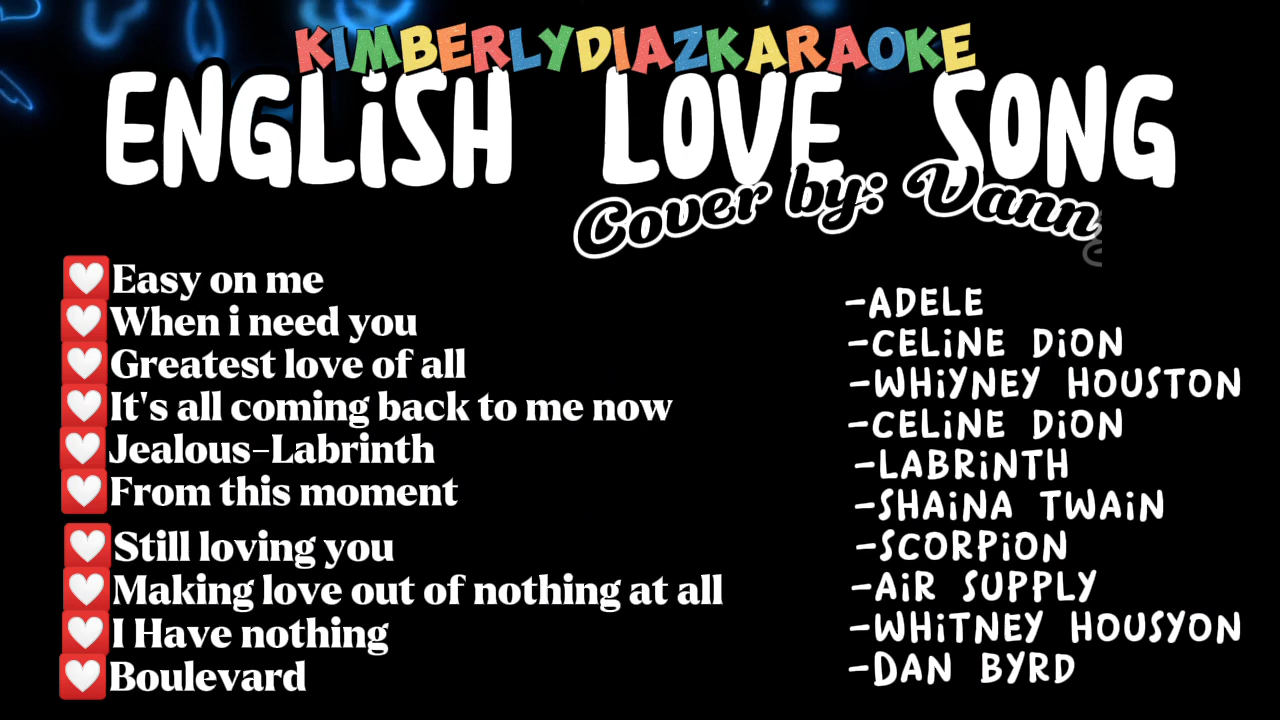 KIMBERLYDIAZKARAOKE
ENGLiSH LOVE SONG
Cover by: Vann
Easy on me
When i need you
Greatest love of all
It's all coming back to me now
Jealous-Labrinth
From this moment
Still loving you
Making love out of nothing at all
I Have nothing
Boulevard
-ADELE
-CELiNE DiON
-WHiYNEY HOUSTON
-CELiNE DiON
-LABRiNTH
-SHAiNA TWAiN
-SCORPiON
-AiR SUPPLY
-WHiTNEY HOUSYON
-DAN BYRD